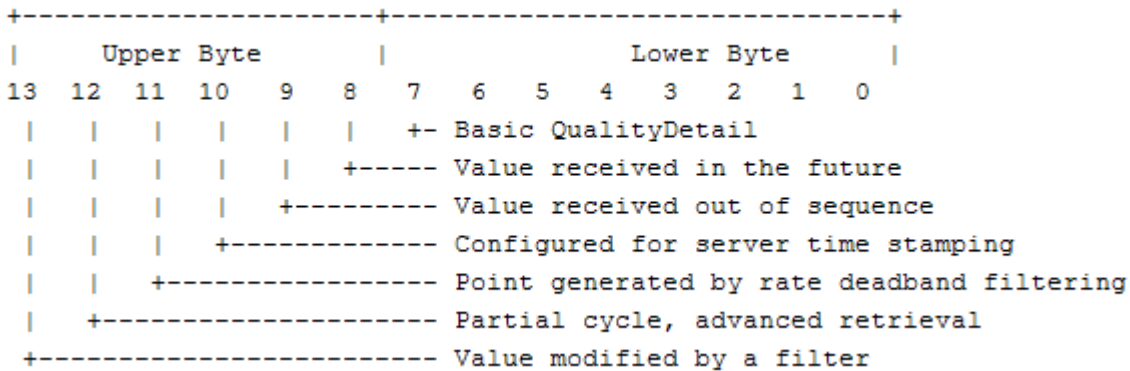 +----------------------+-------------------------------+
|     Upper Byte       |               Lower Byte      |
13  12  11  10   9   8   7   6   5   4   3   2   1   0
 |   |   |   |   |   |   +- Basic QualityDetail
 |   |   |   |   |   +----- Value received in the future
 |   |   |   |   +--------- Value received out of sequence
 |   |   |   +------------- Configured for server time stamping
 |   |   +----------------- Point generated by rate deadband filtering
 |   +--------------------- Partial cycle, advanced retrieval
 +------------------------- Value modified by a filter